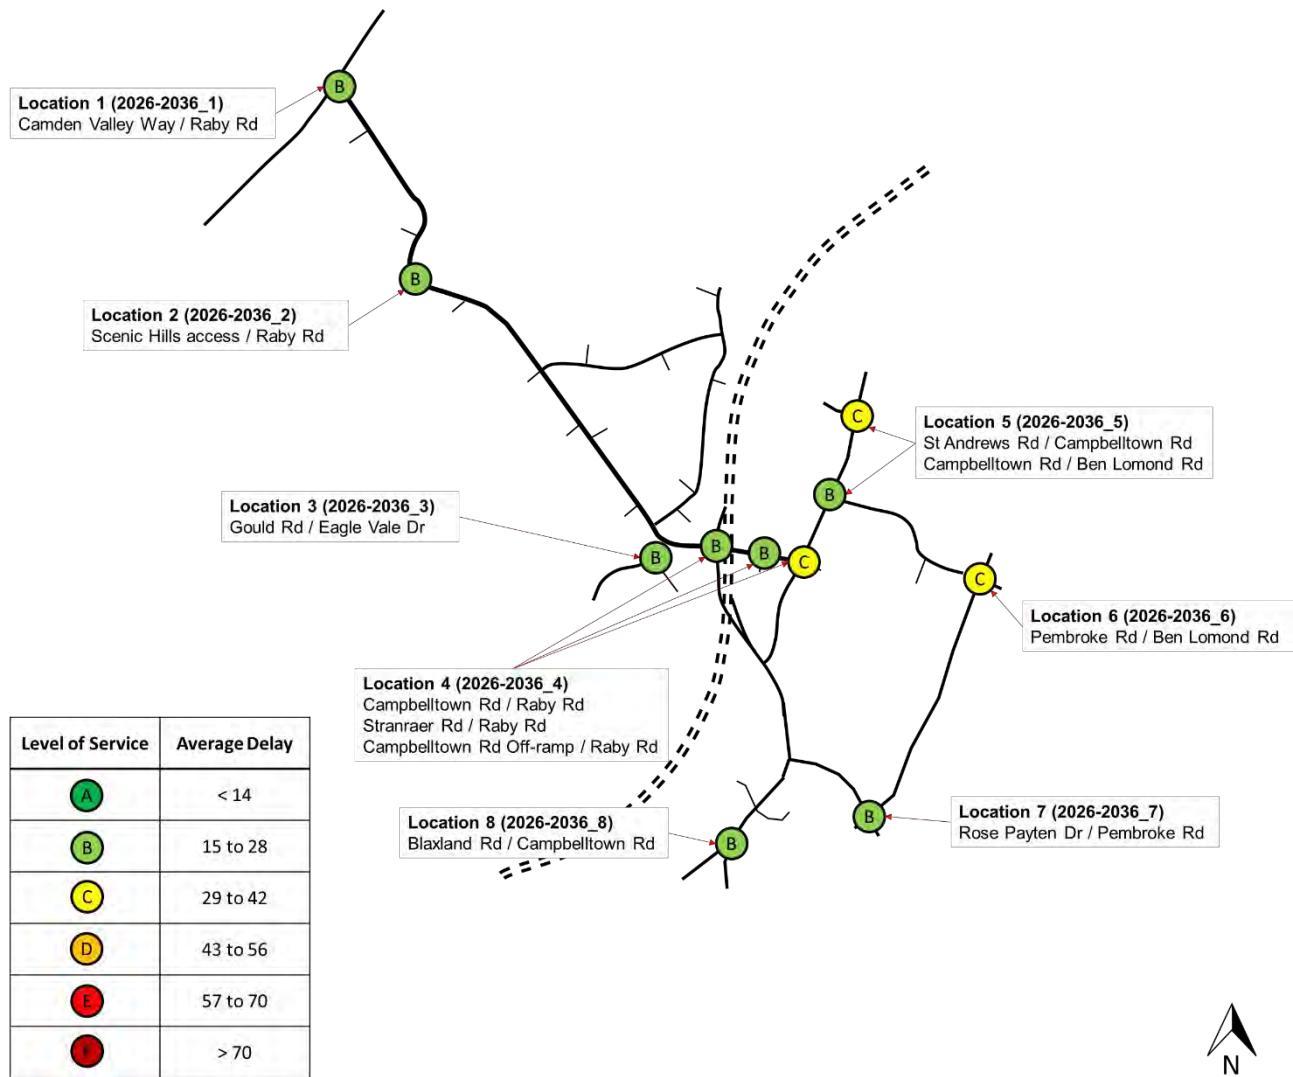 B
Location 1 (2026-2036_1)
Camden Valley Way / Raby Rd
B
Location 2 (2026-2036_2)
Scenic Hills access / Raby Rd
C
Location 5 (2026-2036_5)
St Andrews Rd / Campbelltown Rd
Campbelltown Rd / Ben Lomond Rd
B
Location 3 (2026-2036_3)
Gould Rd / Eagle Vale Dr
B
B
B
C
C
Location 6 (2026-2036_6)
Pembroke Rd / Ben Lomond Rd
Location 4 (2026-2036_4)
Campbelltown Rd / Raby Rd
Stranraer Rd / Raby Rd
Campbelltown Rd Off-ramp / Raby Rd
Location 8 (2026-2036_8)
Blaxland Rd / Campbelltown Rd
B
B
Location 7 (2026-2036_7)
Rose Payten Dr / Pembroke Rd
Level of Service Average Delay
A < 14
B 15 to 28
C 29 to 42
D 43 to 56
E 57 to 70
F > 70
N